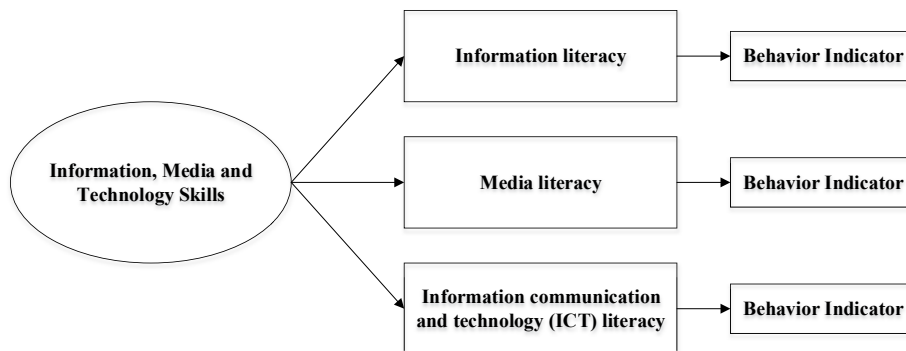 Information, Media and
Technology Skills
Information literacy
Behavior Indicator
Media literacy
Behavior Indicator
Information communication
and technology (ICT) literacy
Behavior Indicator